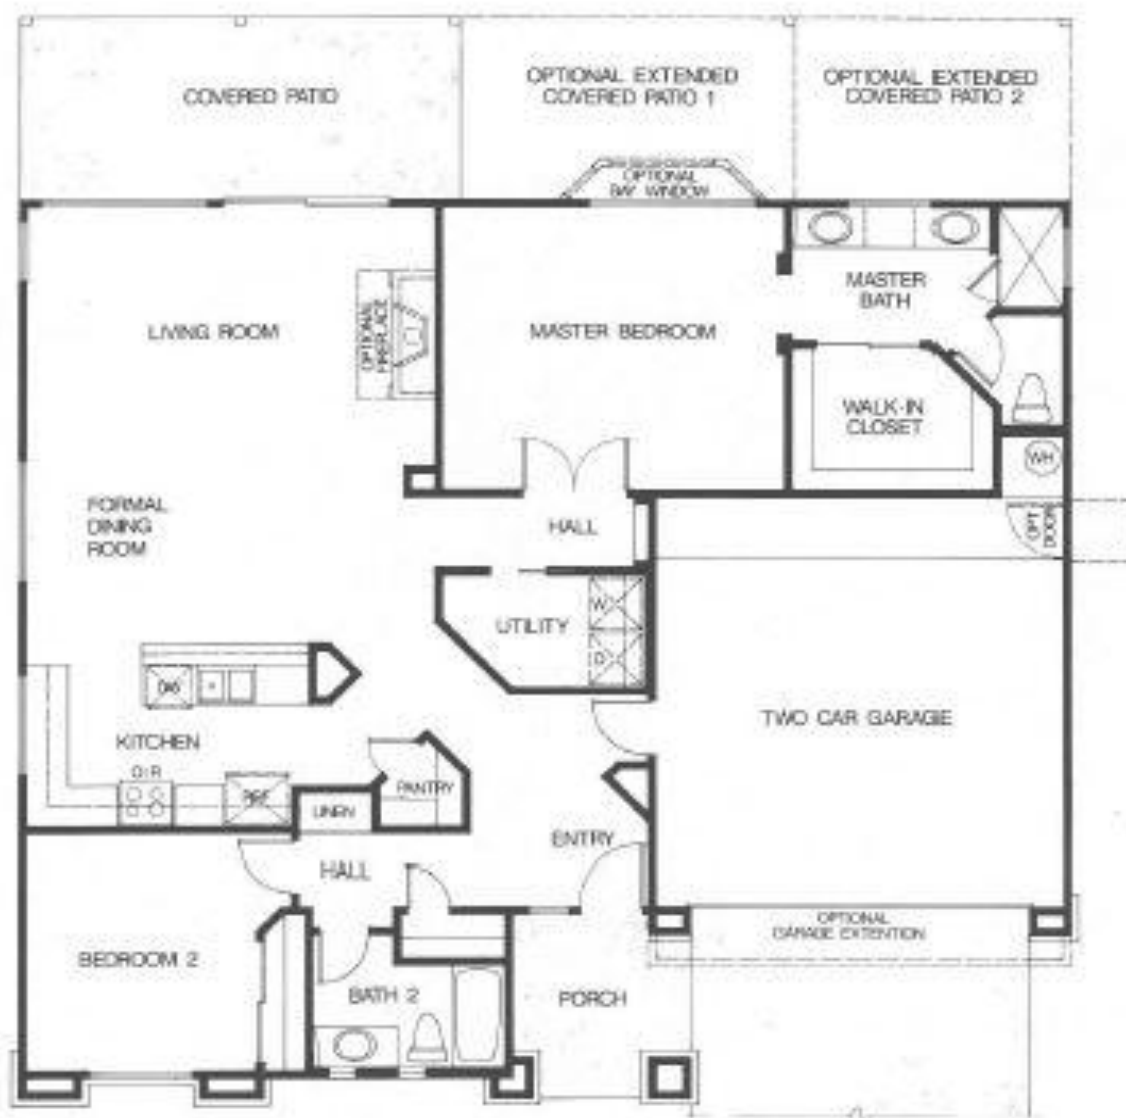 COVERED PATIO
OPTIONAL EXTENDED
COVERED PATIO 1
OPTIONAL EXTENDED
COVERED PATIO 2
OPTIONAL
BAY WINDOW
LIVING ROOM
OPTIONAL
FIREPLACE
MASTER BEDROOM
MASTER
BATH
WALK-IN
CLOSET
WH
OPT
DOOR
FORMAL
DINING
ROOM
HALL
UTILITY
W
D
DW
KITCHEN
O/R
REF
PANTRY
LINEN
TWO CAR GARAGE
ENTRY
HALL
OPTIONAL
GARAGE EXTENTION
BEDROOM 2
BATH 2
PORCH